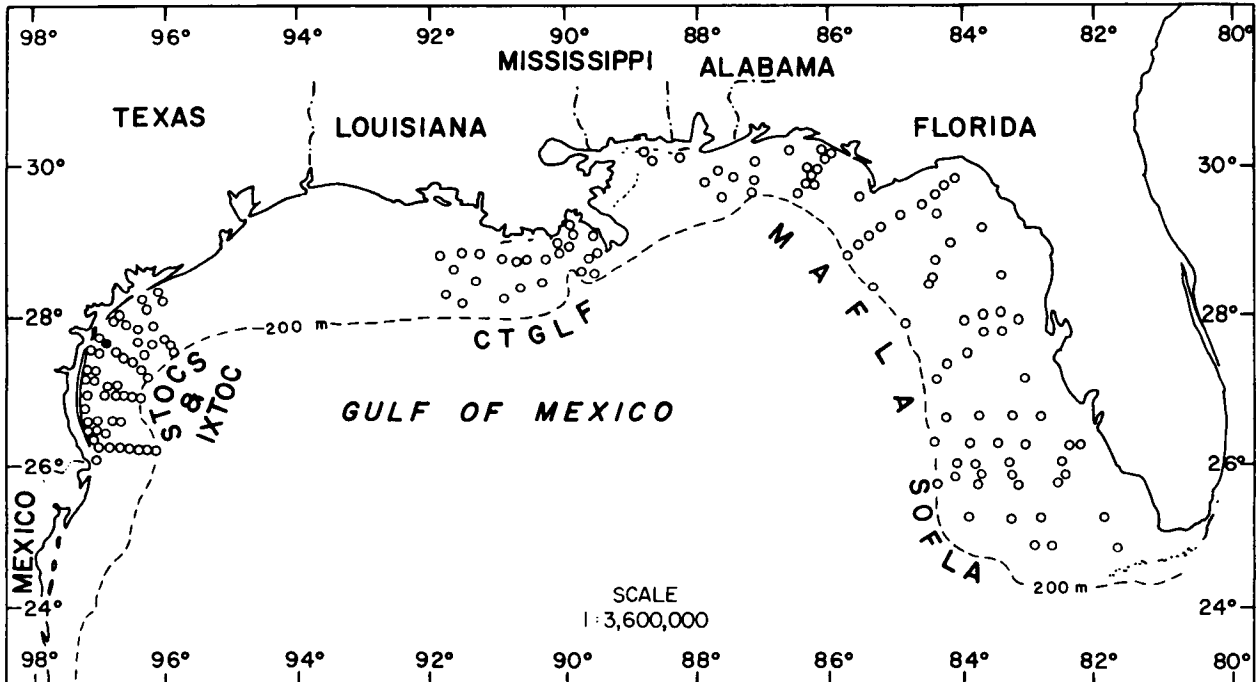 98° 96° 94° 92° 90° 88° 86° 84° 82° 80°
MISSISSIPPI ALABAMA
TEXAS LOUISIANA FLORIDA
30° 30°
MAFLA
28° 200 m CTGLF 28°
STOCS
&
IXTOC
GULF OF MEXICO
26° 26°
SOFLA
MEXICO
200 m
24° SCALE 24°
1:3,600,000
98° 96° 94° 92° 90° 88° 86° 84° 82° 80°